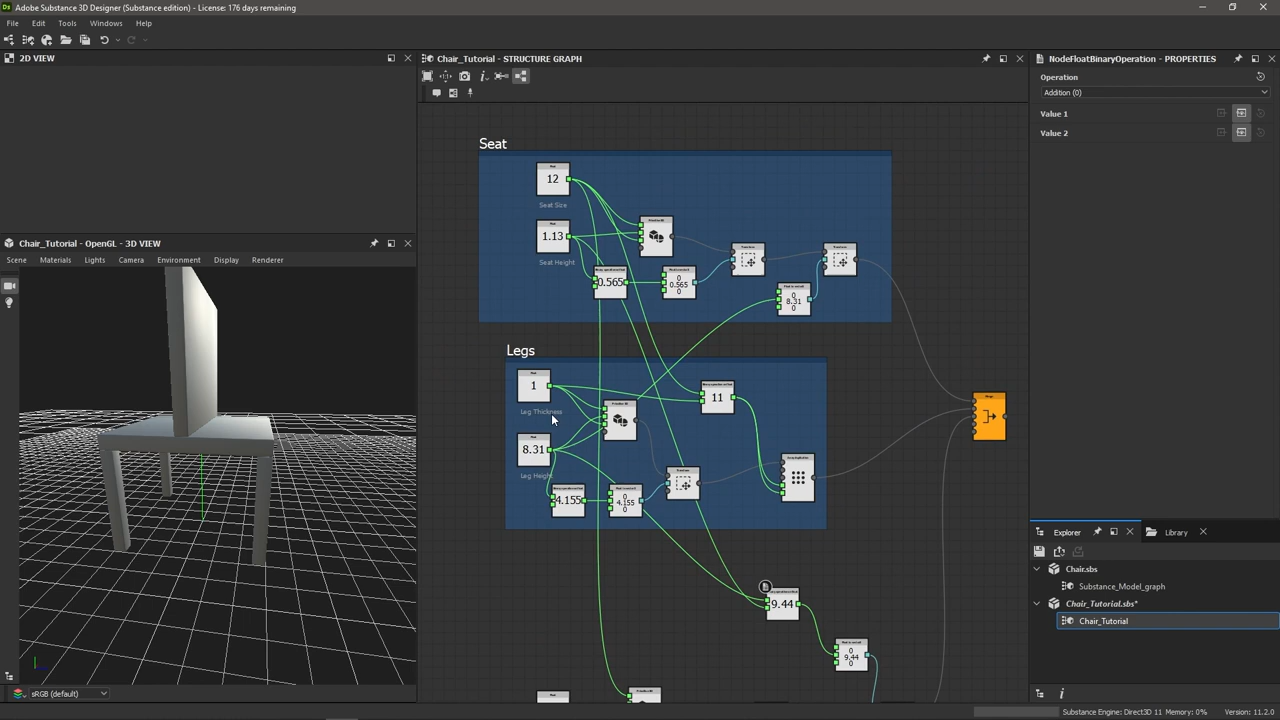 Adobe Substance 3D Designer (Substance edition) - License: 176 days remaining
File Edit Tools Windows Help
2D VIEW
Chair_Tutorial - STRUCTURE GRAPH
NodeFloatBinaryOperation - PROPERTIES
Operation
Addition (0)
Value 1
Value 2
Seat
12
Seat Size
1.13
Seat Height
0.565
0
0.565
0
0
8.31
0
Chair_Tutorial - OpenGL - 3D VIEW
Scene Materials Lights Camera Environment Display Renderer
Legs
1
Leg Thickness
11
8.31
Leg Height
4.155
0
4.155
0
9.44
0
9.44
0
Explorer Library
Chair.sbs
Substance_Model_graph
Chair_Tutorial.sbs*
Chair_Tutorial
sRGB (default)
Substance Engine: Direct3D 11 Memory: 0% Version: 11.2.0